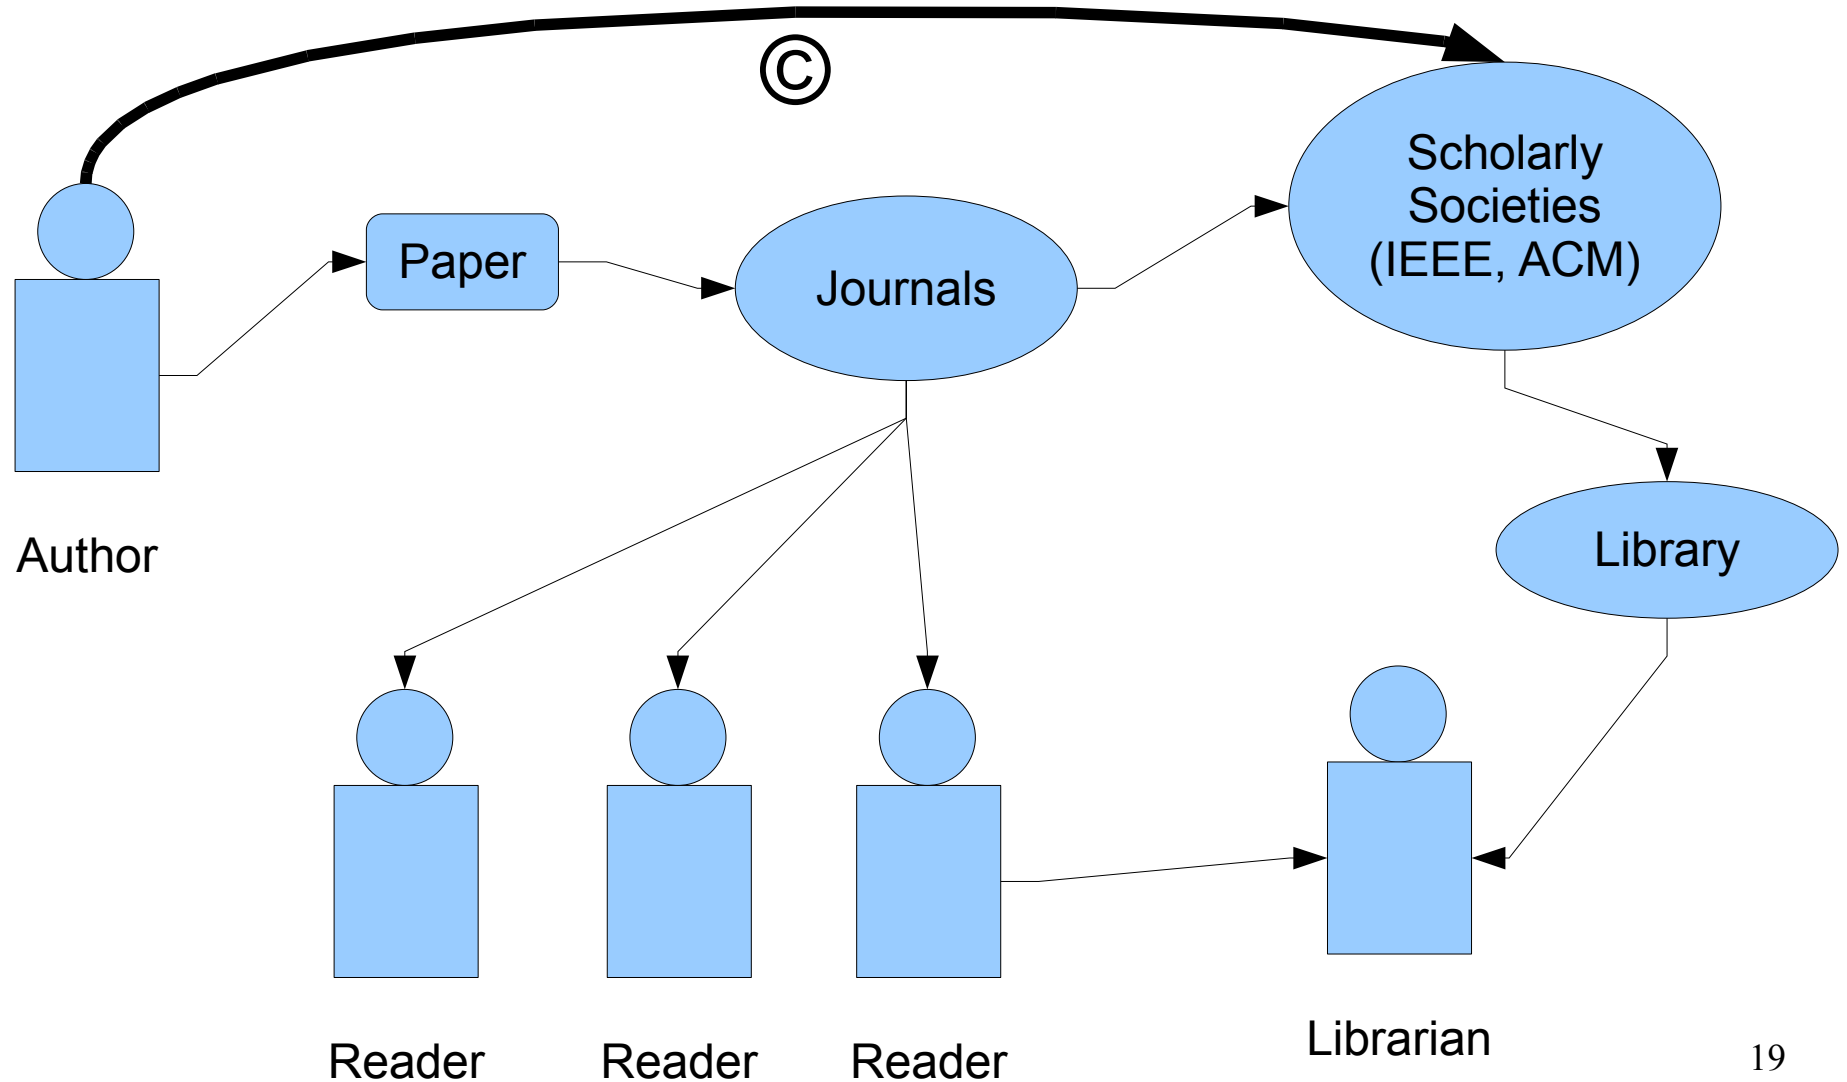 ©
Scholarly
Societies
(IEEE, ACM)
Paper
Journals
Author
Library
Reader
Reader
Reader
Librarian
19